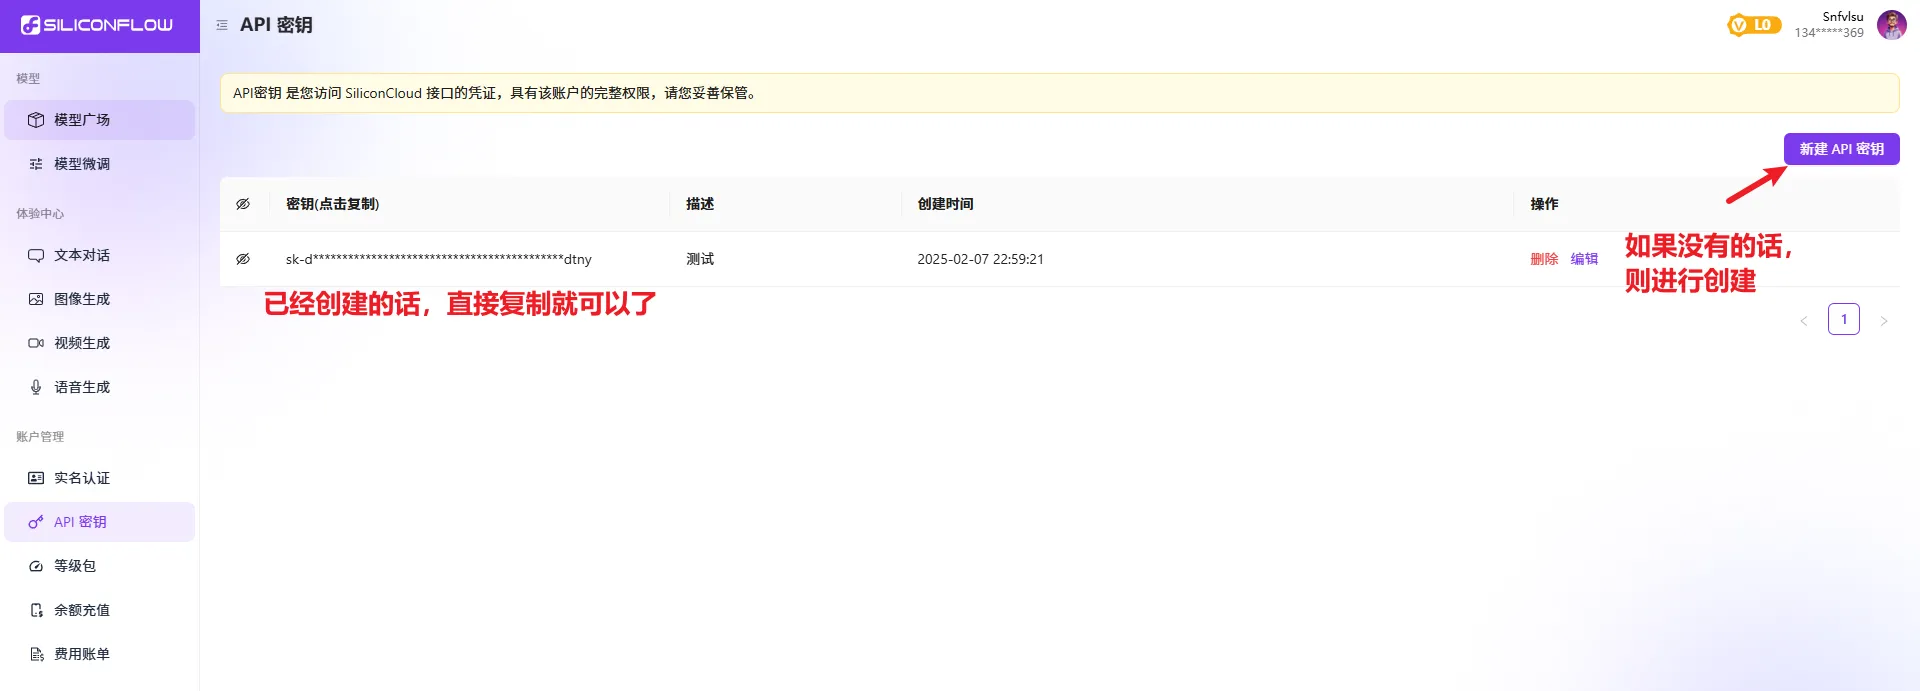 SILICONFLOW
API 密钥
L0
Snfvlsu
134*****369
模型
模型广场
模型微调
体验中心
文本对话
图像生成
视频生成
语音生成
账户管理
实名认证
API 密钥
等级包
余额充值
费用账单
API密钥 是您访问 SiliconCloud 接口的凭证，具有该账户的完整权限，请您妥善保管。
新建 API 密钥
密钥(点击复制) 描述 创建时间 操作
sk-d********************************************dtny 测试 2025-02-07 22:59:21 删除 编辑
如果没有的话，
则进行创建
已经创建的话，直接复制就可以了
< 1 >